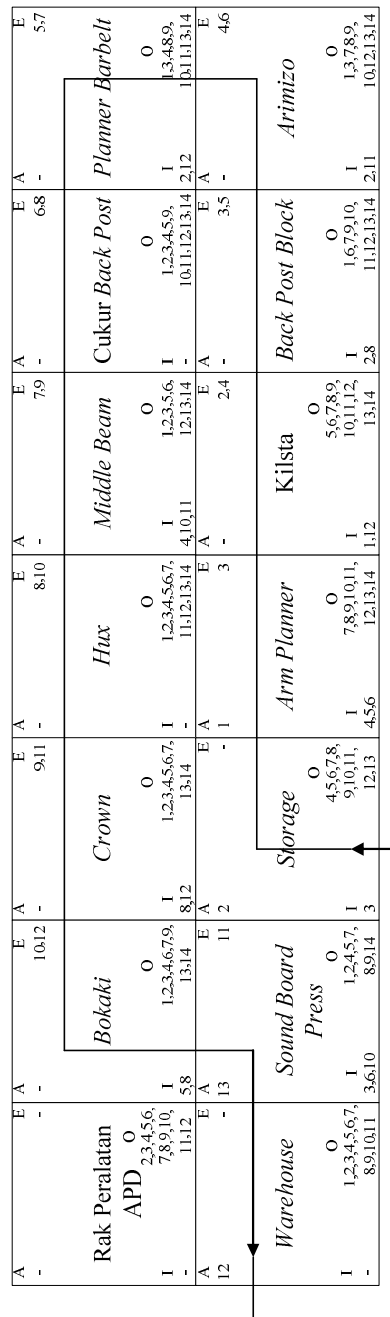 A E
- -
Rak Peralatan
APD
I O
- 2,3,4,5,6,
7,8,9,10,
11,12
A E
- 10,12
Bokaki
I O
5,8 1,2,3,4,6,7,9,
13,14
A E
- 9,11
Crown
I O
8,12 1,2,3,4,5,6,7,
13,14
A E
- 8,10
Hux
I O
- 1,2,3,4,5,6,7,
11,12,13,14
A E
- 7,9
Middle Beam
I O
4,10,11 1,2,3,5,6,
12,13,14
A E
- 6,8
Cukur Back Post
I O
- 1,2,3,4,5,9,
10,11,12,13,14
A E
- 5,7
Planner Barbelt
I O
2,12 1,3,4,8,9,
10,11,13,14
A E
12 -
Warehouse
I O
- 1,2,3,4,5,6,7,
8,9,10,11
A E
13 11
Sound Board
Press
I O
3,6,10 1,2,4,5,7,
8,9,14
A E
2 -
Storage
I O
3 4,5,6,7,8,
9,10,11,
12,13
A E
1 3
Arm Planner
I O
4,5,6 7,8,9,10,11,
12,13,14
A E
- 2,4
Kilsta
I O
1,12 5,6,7,8,9,
10,11,12,
13,14
A E
- 3,5
Back Post Block
I O
2,8 1,6,7,9,10,
11,12,13,14
A E
- 4,6
Arimizo
I O
2,11 1,3,7,8,9,
10,12,13,14